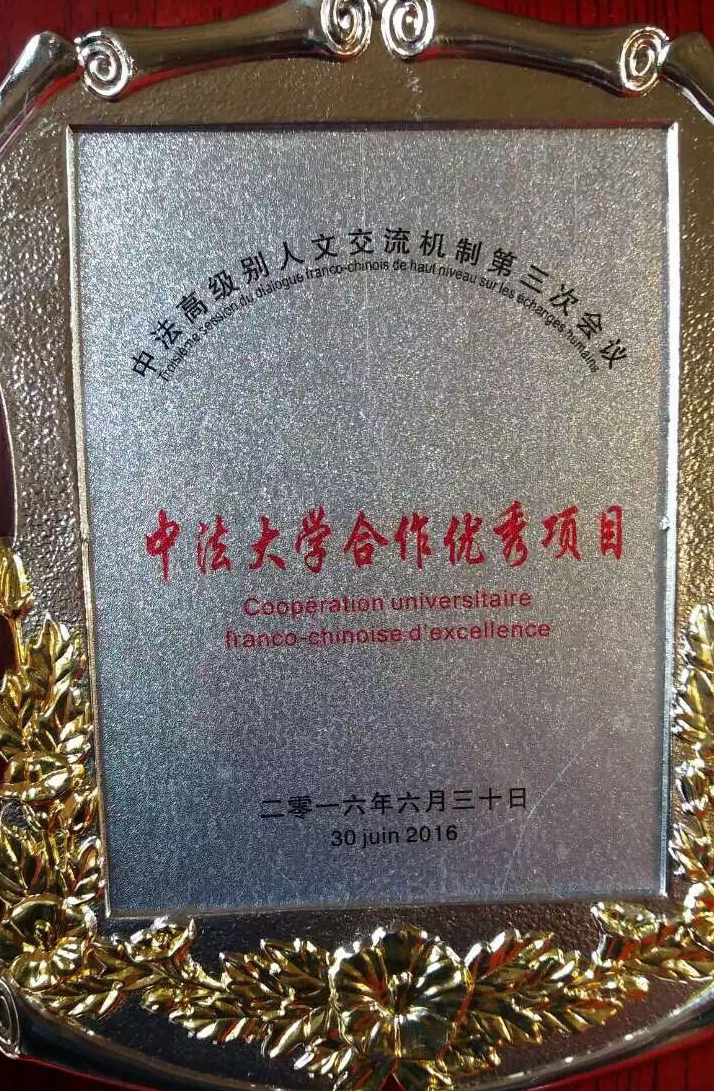 中法高级别人文交流机制第三次会议
Troisième session du dialogus franco-chinois de haut niveau sur les échanges humains
中法大学合作优秀项目
Coopération universitaire
franco-chinoise d'excellence
二零一六年六月三十日
30 juin 2016